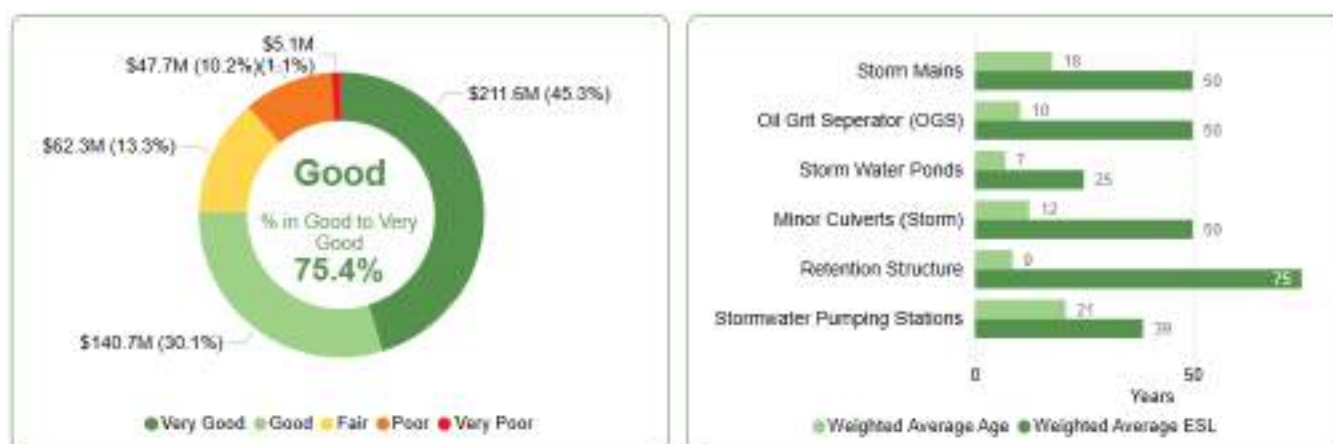 $5.1M
$47.7M (10.2%)(1.1%)
$211.6M (45.3%)
$62.3M (13.3%)
Good
% in Good to Very
Good
75.4%
$140.7M (30.1%)
Very Good Good Fair Poor Very Poor
Storm Mains
18
50
Oil Grit Seperator (OGS)
10
50
Storm Water Ponds
7
25
Minor Culverts (Storm)
12
50
Retention Structure
9
75
Stormwater Pumping Stations
21
39
0 50
Years
Weighted Average Age Weighted Average ESL